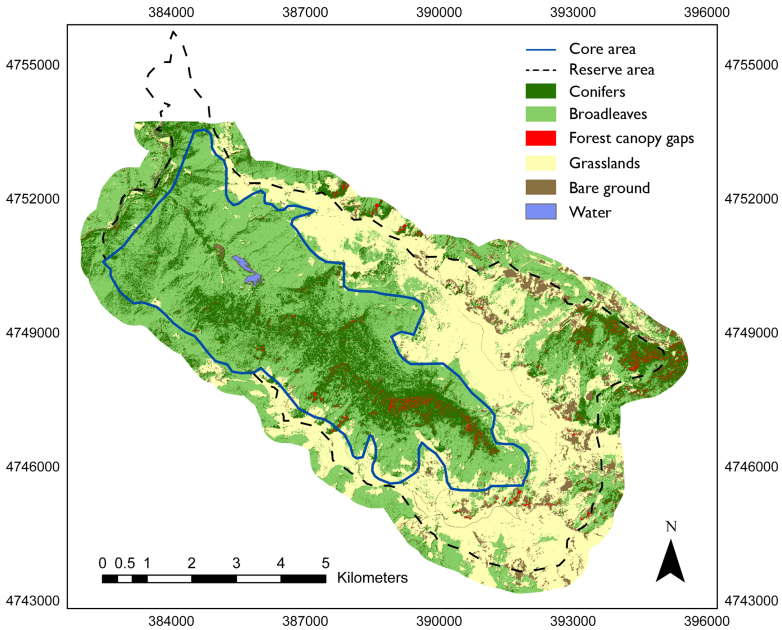 384000 387000 390000 393000 396000
4755000 4755000
Core area
Reserve area
Conifers
Broadleaves
Forest canopy gaps
Grasslands
Bare ground
Water
4752000 4752000
4749000 4749000
4746000 4746000
N
0 0.5 1 2 3 4 5
Kilometers
4743000 4743000
384000 387000 390000 393000 396000